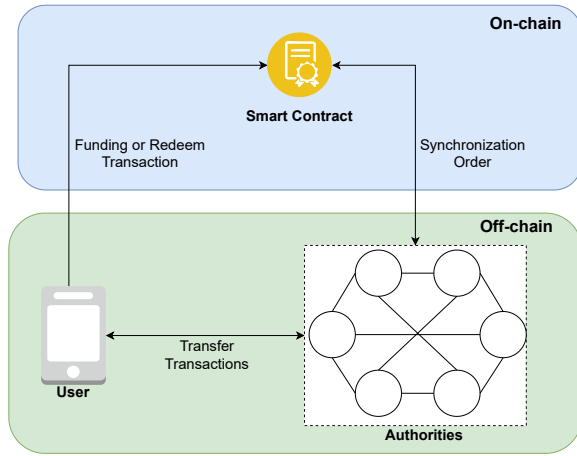 On-chain
Smart Contract
Funding or Redeem
Transaction
Synchronization
Order
Off-chain
Transfer
Transactions
User
Authorities